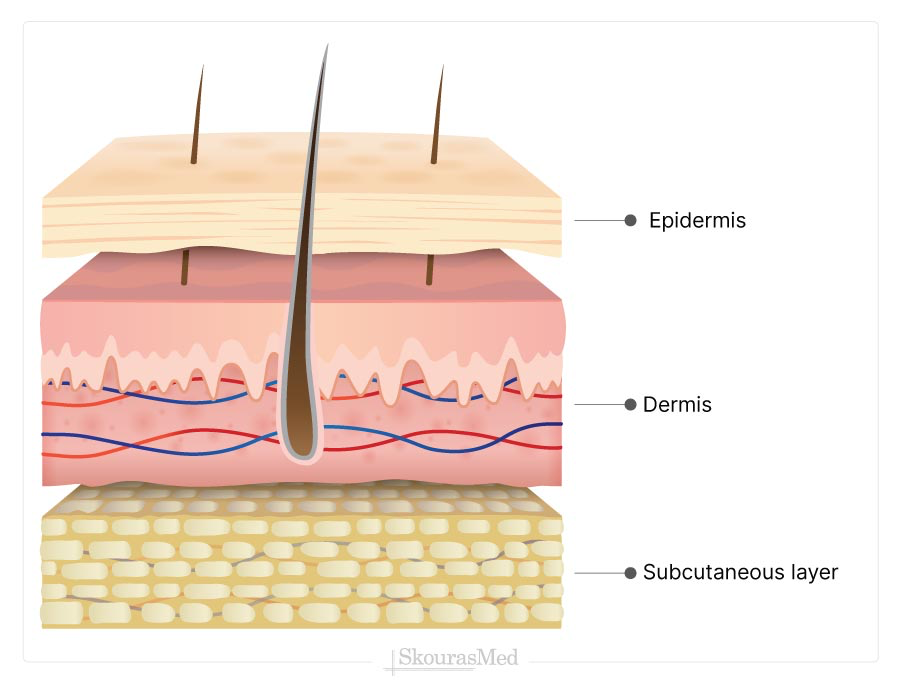 Epidermis
Dermis
Subcutaneous layer
SkourasMed